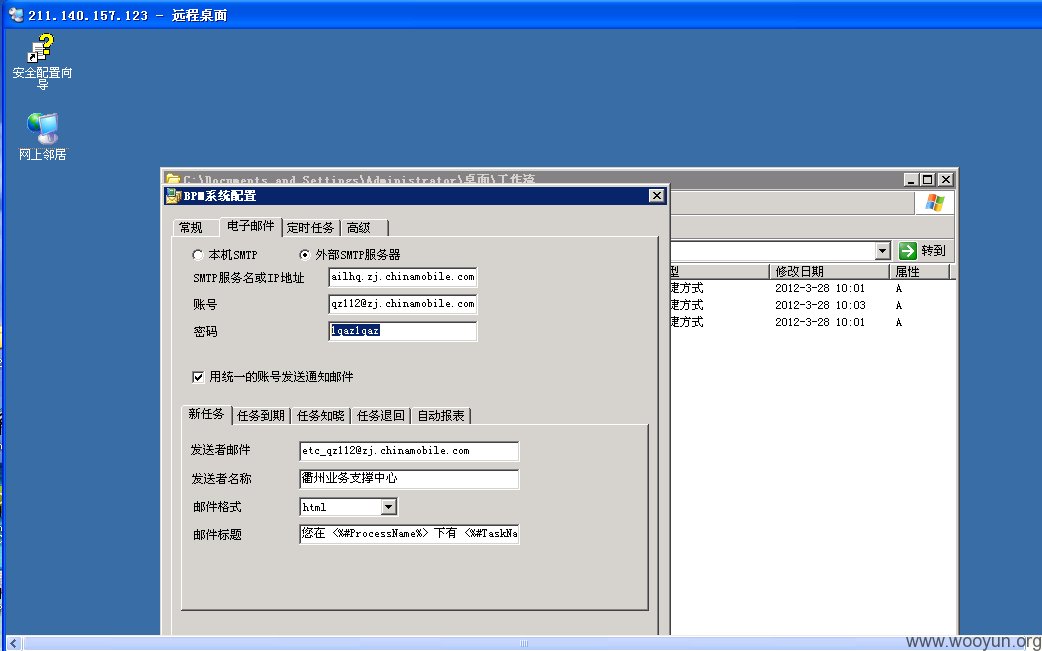 211.140.157.123 - 远程桌面
安全配置向
导
网上邻居
C:\Documents and Settings\Administrator\桌面\工作流
BPM系统配置
常规 电子邮件 定时任务 高级
本机SMTP 外部SMTP服务器
SMTP服务名或IP地址 ailhq.zj.chinamobile.com
账号 qz112@zj.chinamobile.com
密码 1qaz1qaz
用统一的账号发送通知邮件
新任务 任务到期 任务知晓 任务退回 自动报表
发送者邮件 etc_qz112@zj.chinamobile.com
发送者名称 衢州业务支撑中心
邮件格式 html
邮件标题 您在 <%#ProcessName%> 下有 <%#TaskNa
转到
型 修改日期 属性
捷方式 2012-3-28 10:01 A
捷方式 2012-3-28 10:03 A
捷方式 2012-3-28 10:01 A
www.wooyun.org